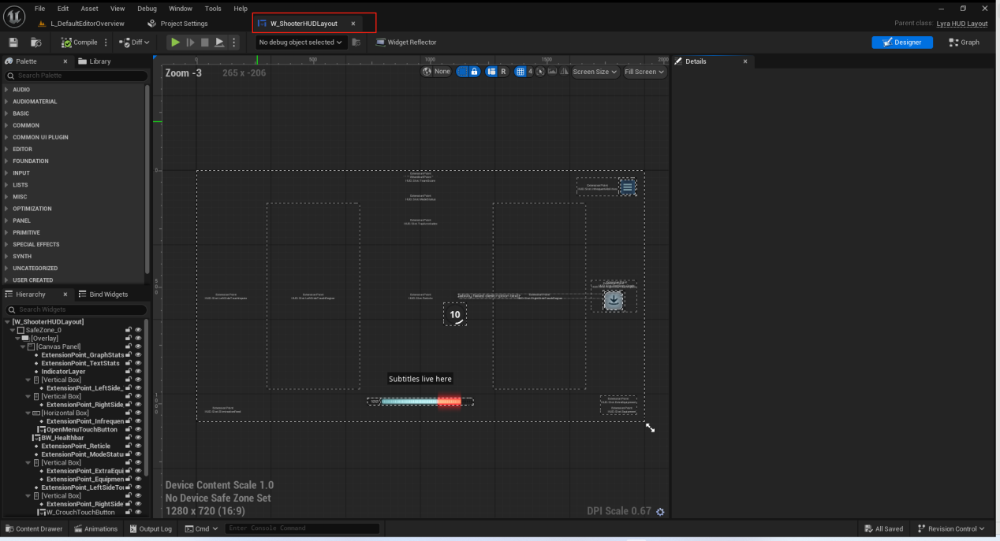 File Edit Asset View Debug Window Tools Help
L_DefaultEditorOverview Project Settings W_ShooterHUDLayout
Parent class: Lyra HUD Layout
Compile Diff No debug object selected Widget Reflector Designer Graph
Palette Library
Search Palette
AUDIO
AUDIOMATERIAL
BASIC
COMMON
COMMON UI PLUGIN
EDITOR
FOUNDATION
INPUT
LISTS
MISC
OPTIMIZATION
PANEL
PRIMITIVE
SPECIAL EFFECTS
SYNTH
UNCATEGORIZED
USER CREATED
Hierarchy Bind Widgets
Search Widgets
[W_ShooterHUDLayout]
SafeZone_0
[Overlay]
[Canvas Panel]
ExtensionPoint_GraphStats
ExtensionPoint_TextStats
IndicatorLayer
[Vertical Box]
ExtensionPoint_LeftSide_
[Vertical Box]
ExtensionPoint_RightSide
[Horizontal Box]
ExtensionPoint_Infrequen
OpenMenuTouchButton
BW_Healthbar
ExtensionPoint_Reticle
ExtensionPoint_ModeStatu
[Vertical Box]
ExtensionPoint_ExtraEqui
ExtensionPoint_Equipmen
ExtensionPoint_LeftSideTo
[Vertical Box]
ExtensionPoint_RightSide
W_CrouchTouchButton
0 500 1000 1500 2000
Zoom -3 265 x -206
None R 4 Screen Size Fill Screen
10
Subtitles live here
Device Content Scale 1.0
No Device Safe Zone Set
1280 x 720 (16:9)
DPI Scale 0.67
Details
Content Drawer Animations Output Log Cmd Enter Console Command All Saved Revision Control